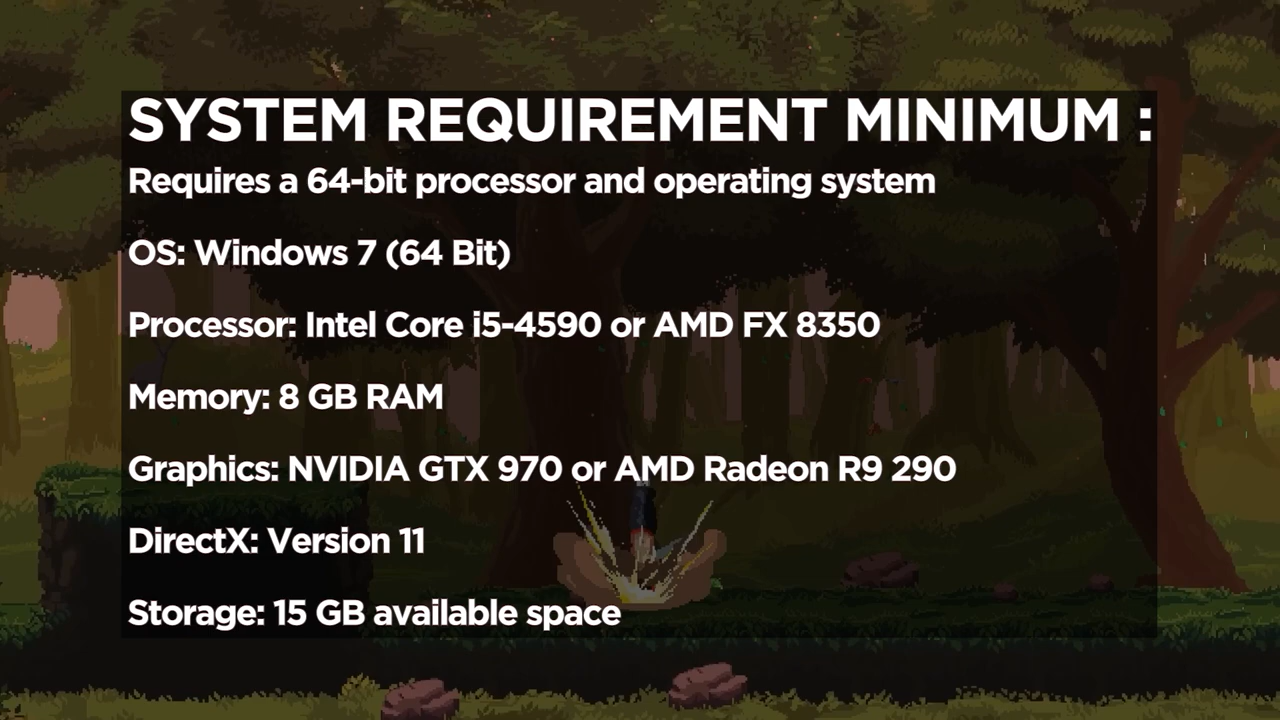 SYSTEM REQUIREMENT MINIMUM :
Requires a 64-bit processor and operating system
OS: Windows 7 (64 Bit)
Processor: Intel Core i5-4590 or AMD FX 8350
Memory: 8 GB RAM
Graphics: NVIDIA GTX 970 or AMD Radeon R9 290
DirectX: Version 11
Storage: 15 GB available space